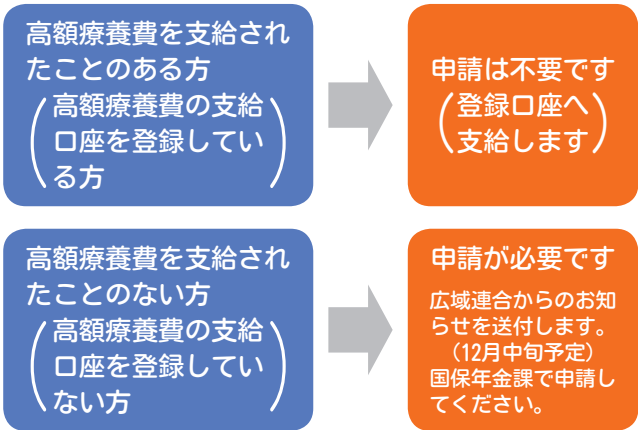 高額療養費を支給され
たことのある方
(高額療養費の支給
口座を登録してい
る方)
申請は不要です
(登録口座へ
支給します)
高額療養費を支給され
たことのない方
(高額療養費の支給
口座を登録してい
ない方)
申請が必要です
広域連合からのお知
らせを送付します。
(12月中旬予定)
国保年金課で申請し
てください。